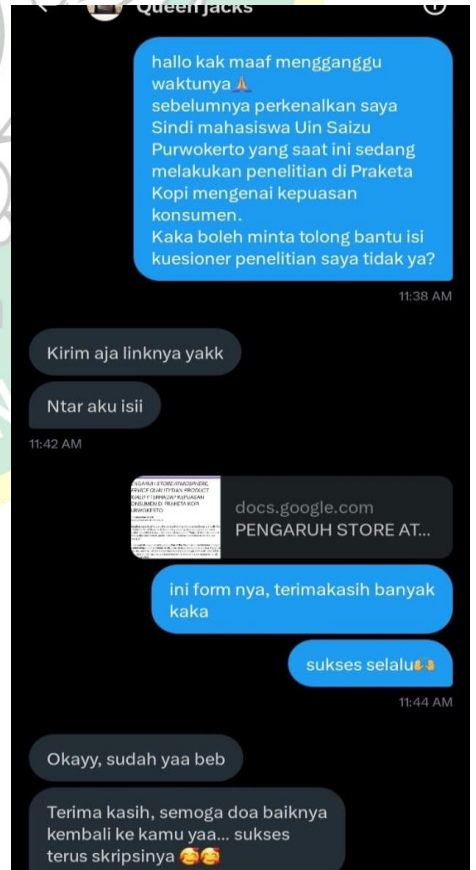 Queen jacks
hallo kak maaf mengganggu
waktunya🙏
sebelumnya perkenalkan saya
Sindi mahasiswa Uin Saizu
Purwokerto yang saat ini sedang
melakukan penelitian di Praketa
Kopi mengenai kepuasan
konsumen.
Kaka boleh minta tolong bantu isi
kuesioner penelitian saya tidak ya?
11:38 AM
Kirim aja linknya yakk
Ntar aku isii
11:42 AM
docs.google.com
PENGARUH STORE AT...
ini form nya, terimakasih banyak
kaka
sukses selalu🙌
11:44 AM
Okayy, sudah yaa beb
Terima kasih, semoga doa baiknya
kembali ke kamu yaa... sukses
terus skripsinya 🥰🥰